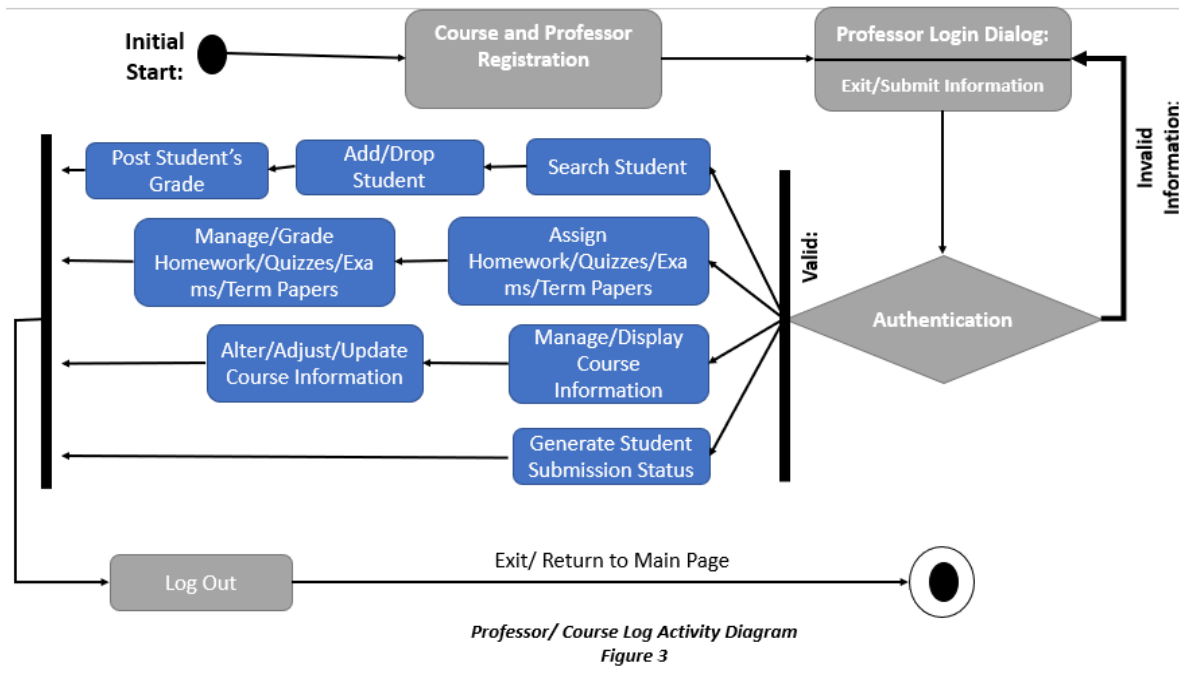 Initial
Start:
Course and Professor
Registration
Professor Login Dialog:
Exit/Submit Information
Invalid
Information:
Authentication
Valid:
Search Student
Add/Drop
Student
Post Student’s
Grade
Assign
Homework/Quizzes/Exa
ms/Term Papers
Manage/Grade
Homework/Quizzes/Exa
ms/Term Papers
Manage/Display
Course
Information
Alter/Adjust/Update
Course Information
Generate Student
Submission Status
Log Out
Exit/ Return to Main Page
Professor/ Course Log Activity Diagram
Figure 3